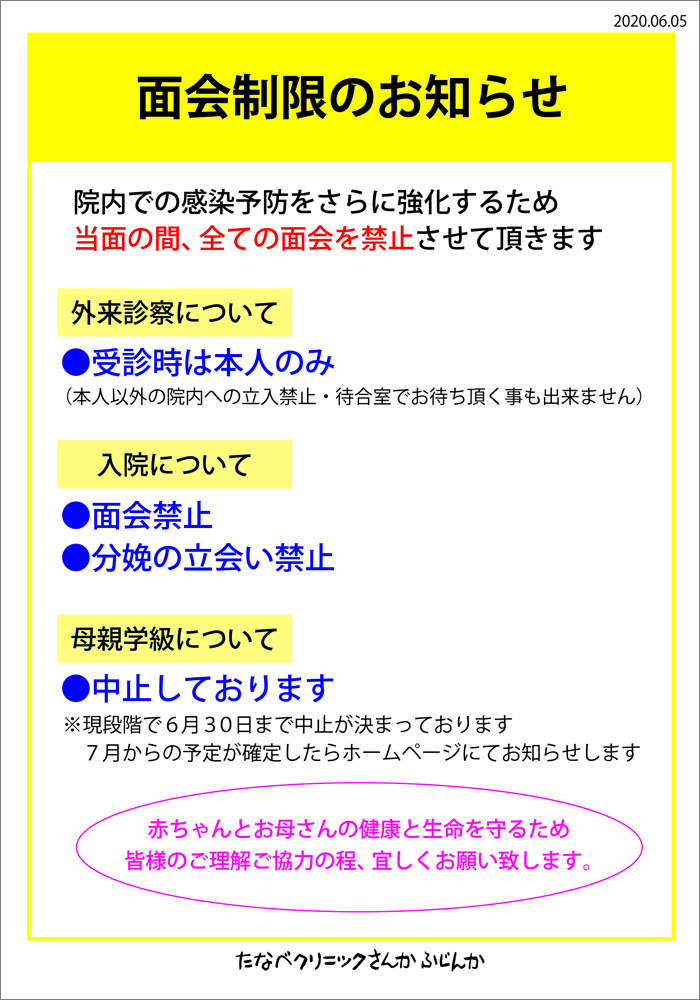 2020.06.05
面会制限のお知らせ
院内での感染予防をさらに強化するため
当面の間、全ての面会を禁止させて頂きます
外来診察について
●受診時は本人のみ
（本人以外の院内への立入禁止・待合室でお待ち頂く事も出来ません）
入院について
●面会禁止
●分娩の立会い禁止
母親学級について
●中止しております
※現段階で６月３０日まで中止が決まっております
７月からの予定が確定したらホームページにてお知らせします
赤ちゃんとお母さんの健康と生命を守るため
皆様のご理解ご協力の程、宜しくお願い致します。
たなべクリニックさんかふじんか